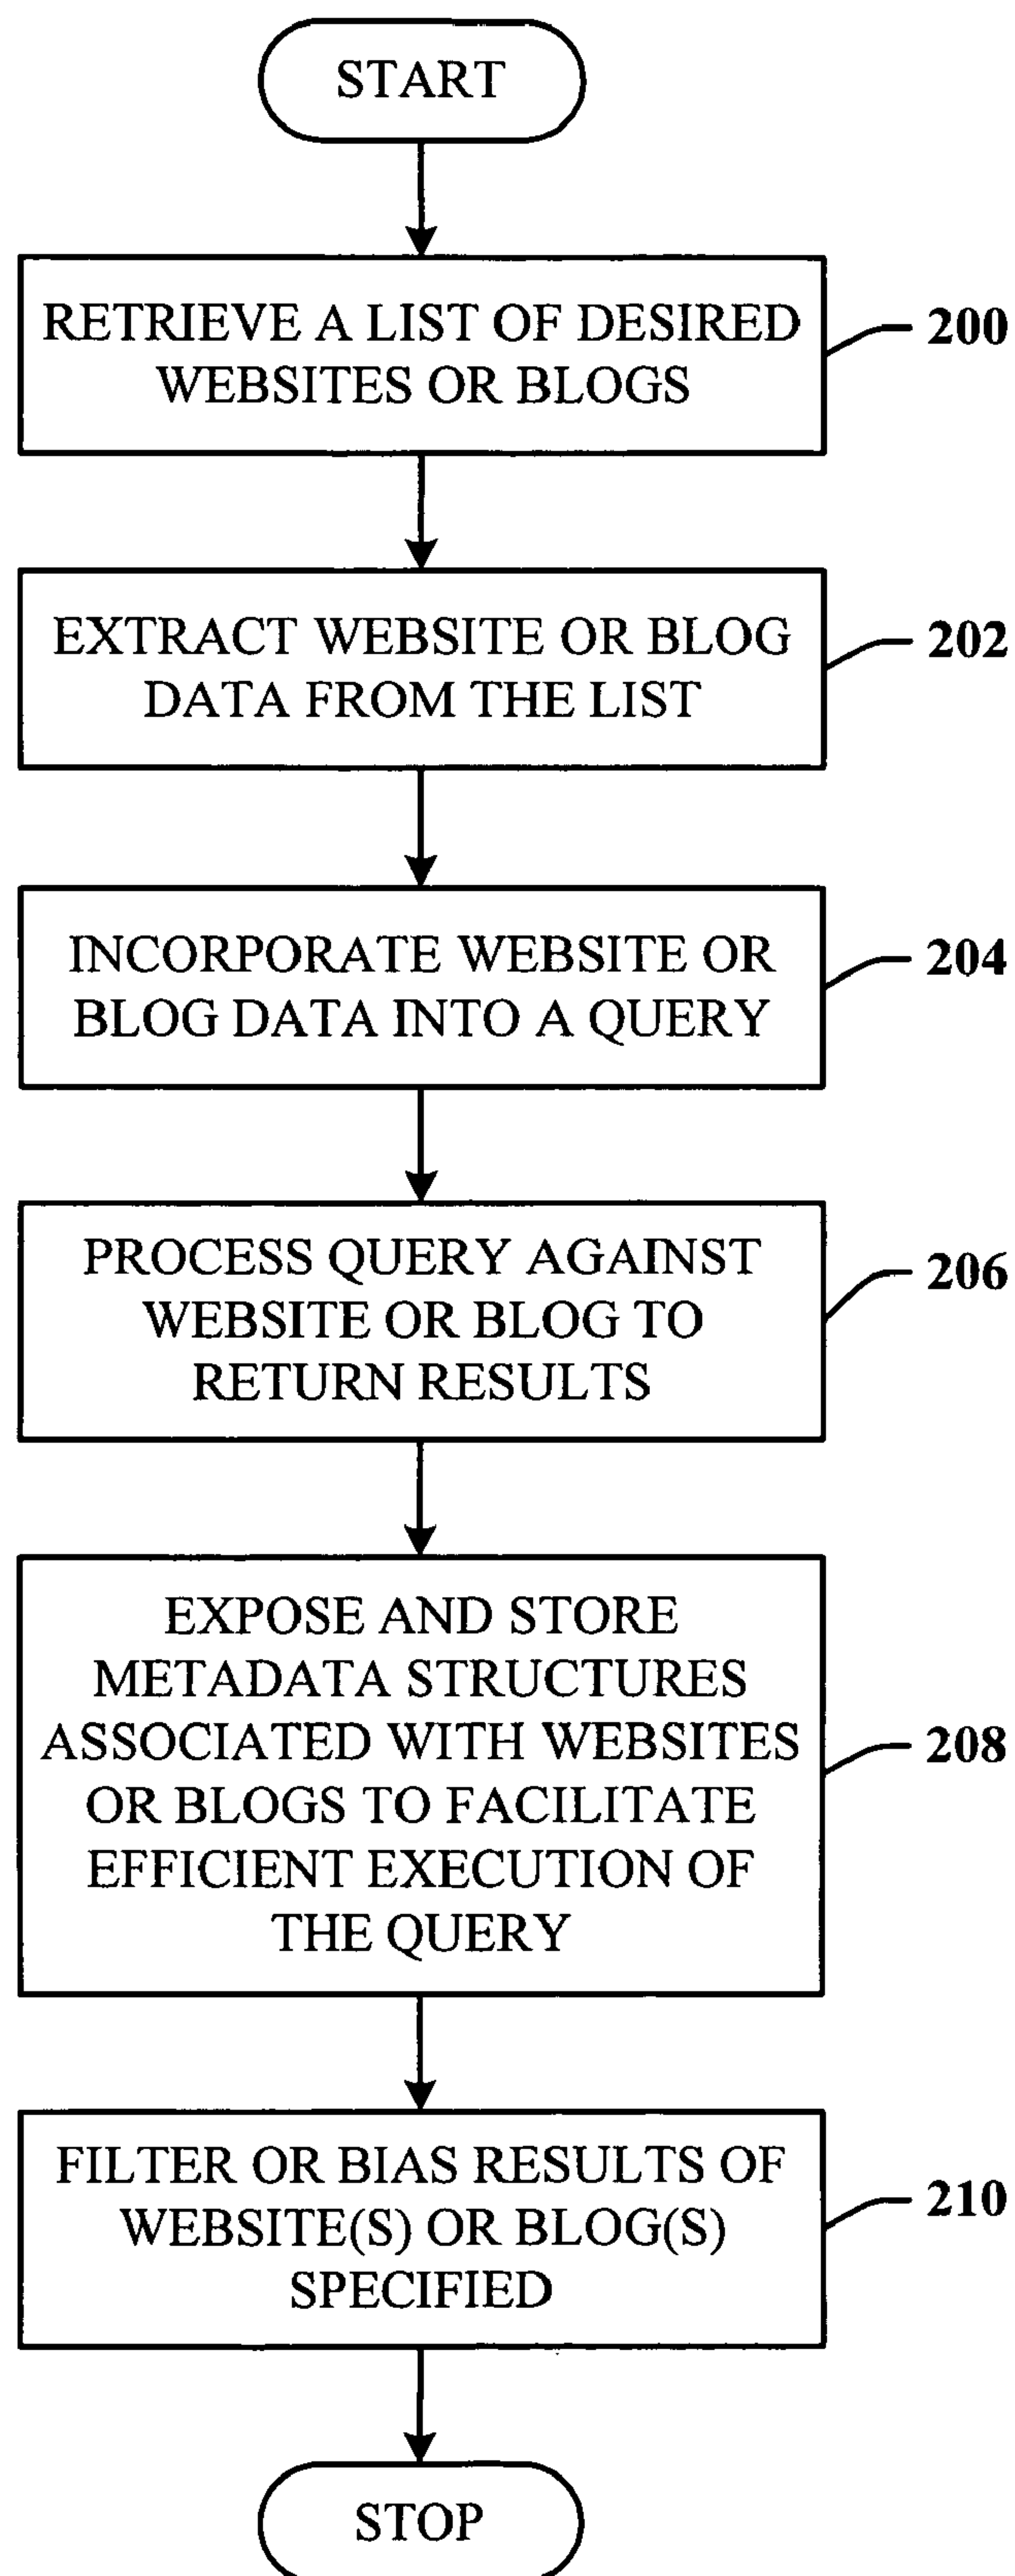 START
RETRIEVE A LIST OF DESIRED
WEBSITES OR BLOGS
200
EXTRACT WEBSITE OR BLOG
DATA FROM THE LIST
202
INCORPORATE WEBSITE OR
BLOG DATA INTO A QUERY
204
PROCESS QUERY AGAINST
WEBSITE OR BLOG TO
RETURN RESULTS
206
EXPOSE AND STORE
METADATA STRUCTURES
ASSOCIATED WITH WEBSITES
OR BLOGS TO FACILITATE
EFFICIENT EXECUTION OF
THE QUERY
208
FILTER OR BIAS RESULTS OF
WEBSITE(S) OR BLOG(S)
SPECIFIED
210
STOP